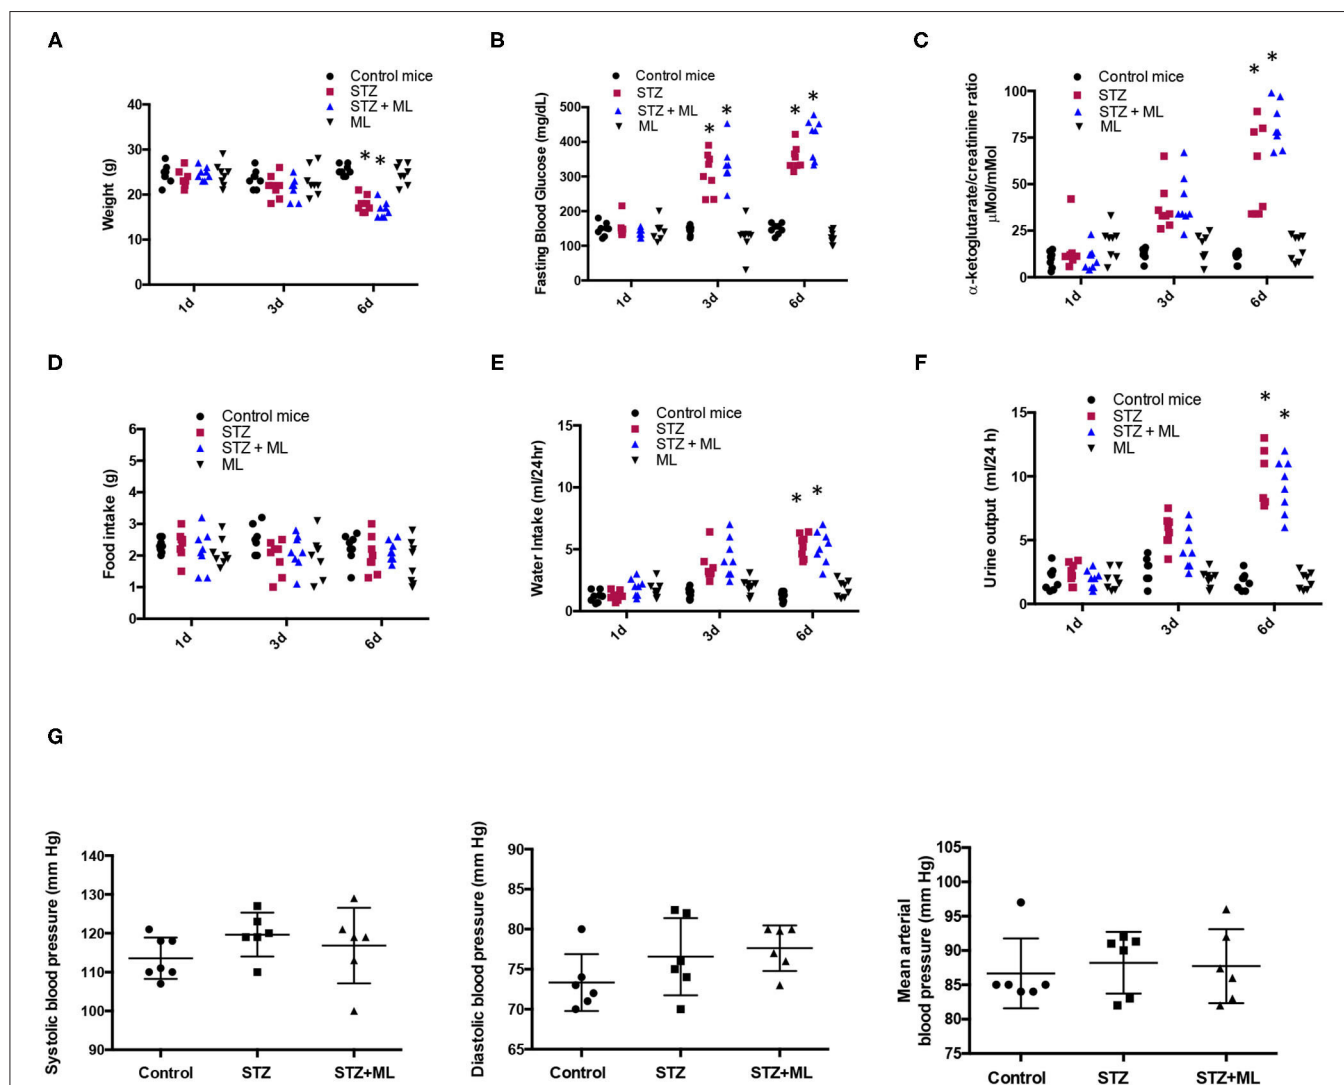 A
Control mice
STZ
STZ + ML
ML
Weight (g)
40
30
20
10
0
1d
3d
6d
* *
B
Control mice
STZ
STZ + ML
ML
Fasting Blood Glucose (mg/dL)
500
400
300
200
100
0
1d
3d
6d
* *
* *
C
Control mice
STZ
STZ + ML
ML
α-ketoglutarate/creatinine ratio
μMol/mMol
100
75
50
25
0
1d
3d
6d
* *
D
Control mice
STZ
STZ + ML
ML
Food intake (g)
6
5
4
3
2
1
0
1d
3d
6d
E
Control mice
STZ
STZ + ML
ML
Water Intake (ml/24hr)
15
10
5
0
1d
3d
6d
* *
F
Control mice
STZ
STZ + ML
ML
Urine output (ml/24 h)
15
10
5
0
1d
3d
6d
* *
G
Systolic blood pressure (mm Hg)
140
130
120
110
100
90
Control
STZ
STZ+ML
Diastolic blood pressure (mm Hg)
90
85
80
75
70
65
Control
STZ
STZ+ML
Mean arterial
blood pressure (mm Hg)
105
100
95
90
85
80
75
Control
STZ
STZ+ML